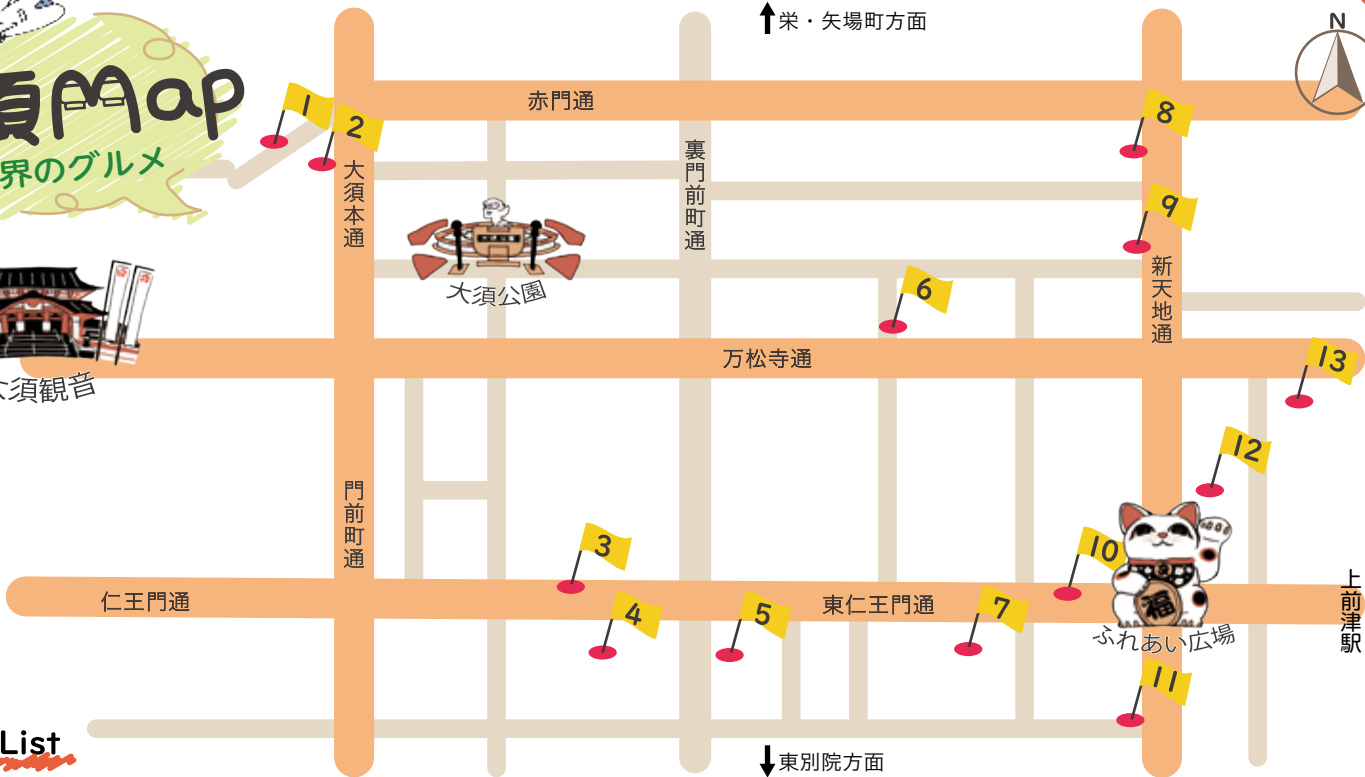 栄・矢場町方面
N
須Map
界のグルメ
赤門通
1
2
8
大須本通
裏門前町通
9
新天地通
大須公園
6
万松寺通
13
大須観音
12
門前町通
3
10
仁王門通
4
5
東仁王門通
7
福
ふれあい広場
上前津駅
11
List
東別院方面